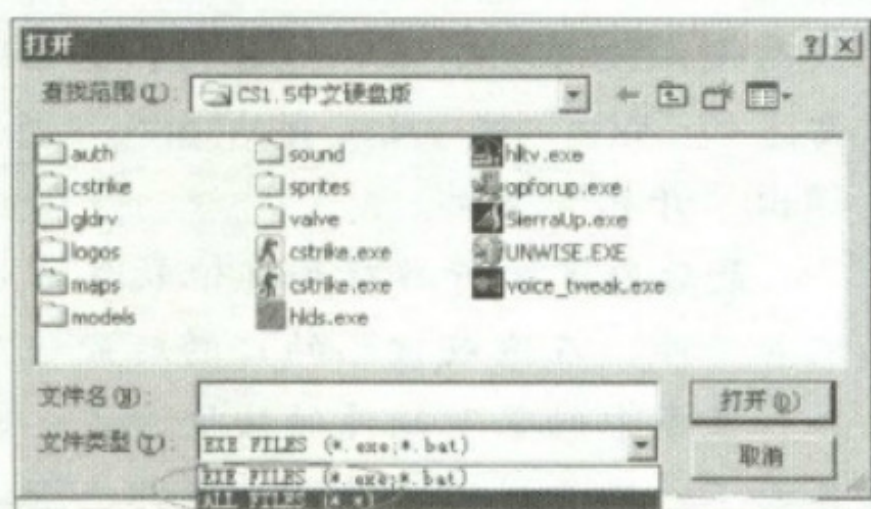 打开
查找范围(I): CS1.5中文硬盘版
auth
cstrike
gldrv
logos
maps
models
sound
sprites
valve
cstrike.exe
cstrike.exe
hlds.exe
hltv.exe
opforup.exe
SierraUp.exe
UNWISE.EXE
voice_tweak.exe
文件名(N):
打开(O)
文件类型(T): EXE FILES (*.exe;*.bat)
取消
EXE FILES (*.exe;*.bat)
ALL FILES (*.*)